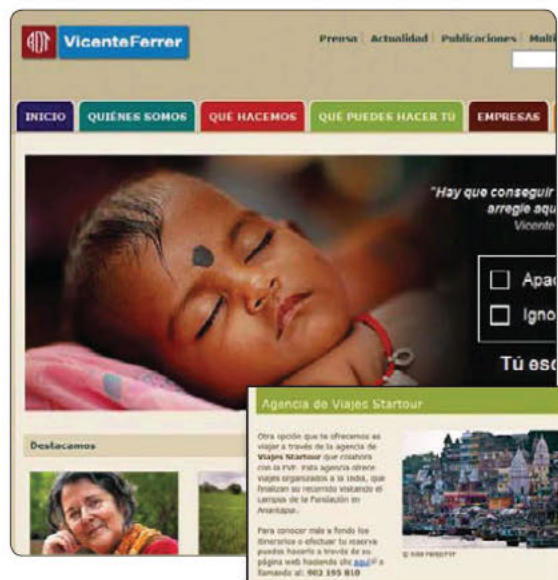 RDT VicenteFerrer
Prensa Actualidad Publicaciones
INICIO QUIÉNES SOMOS QUÉ HACEMOS QUÉ PUEDES HACER TÚ EMPRESAS
"Hay que conseguir
arregle
Vicente
Tú
Destacamos
Agencia de Viajes Startour
Otra opción que te ofrecemos es
viajar a través de la agencia de
Viajes Startour que colabora
con la FVF. Esta agencia ofrece
viajes organizados a la India, que
finalizan su recorrido visitando el
campus de la Fundación en
Anantapur.
Para conocer más a fondo los
itinerarios o efectuar tu reserva
puedes hacerlo a través de su
página web haciendo clic aquí o
llamando al: 902 195 810